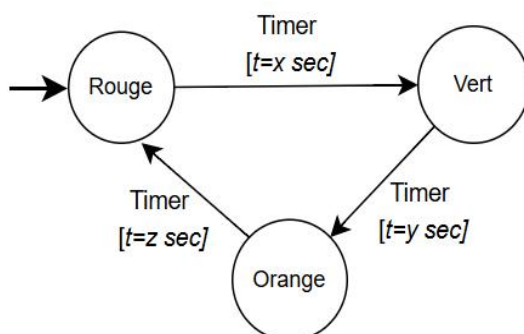 Timer
[t=x sec]
Rouge
Vert
Timer
[t=z sec]
Timer
[t=y sec]
Orange